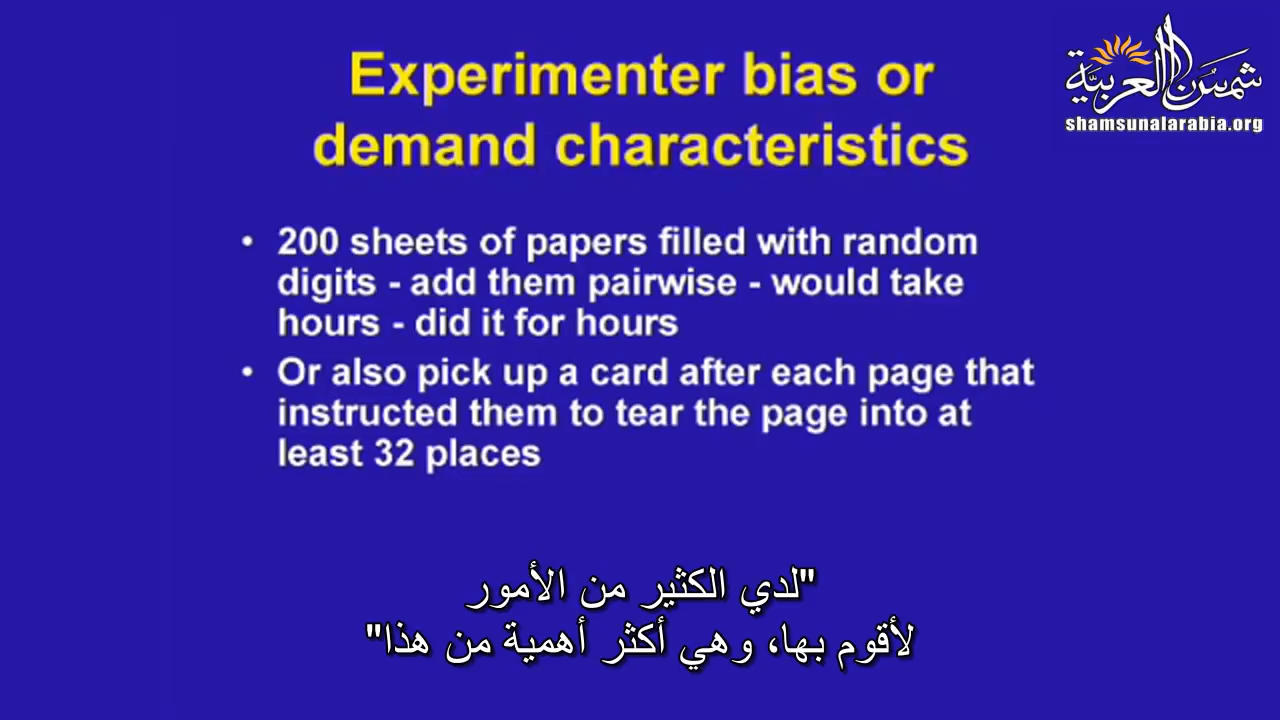 Experimenter bias or
demand characteristics
شمس العربية
shamsunalarabia.org
• 200 sheets of papers filled with random
digits - add them pairwise - would take
hours - did it for hours
• Or also pick up a card after each page that
instructed them to tear the page into at
least 32 places
"لدي الكثير من الأمور
لأقوم بها، وهي أكثر أهمية من هذا"